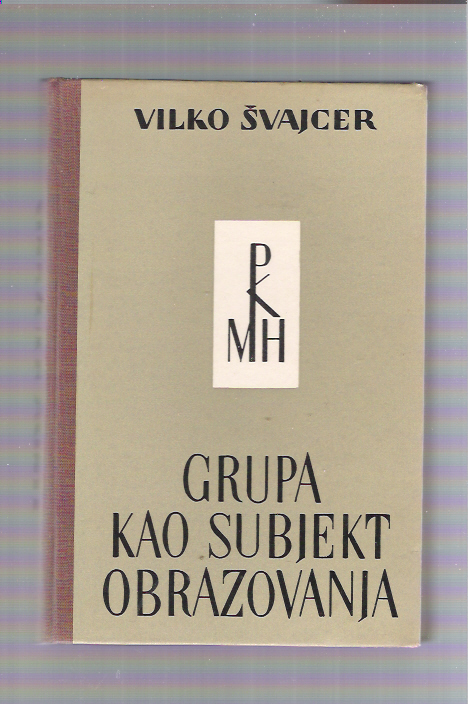 VILKO ŠVAJCER
P
K
MH
GRUPA
KAO SUBJEKT
OBRAZOVANJA